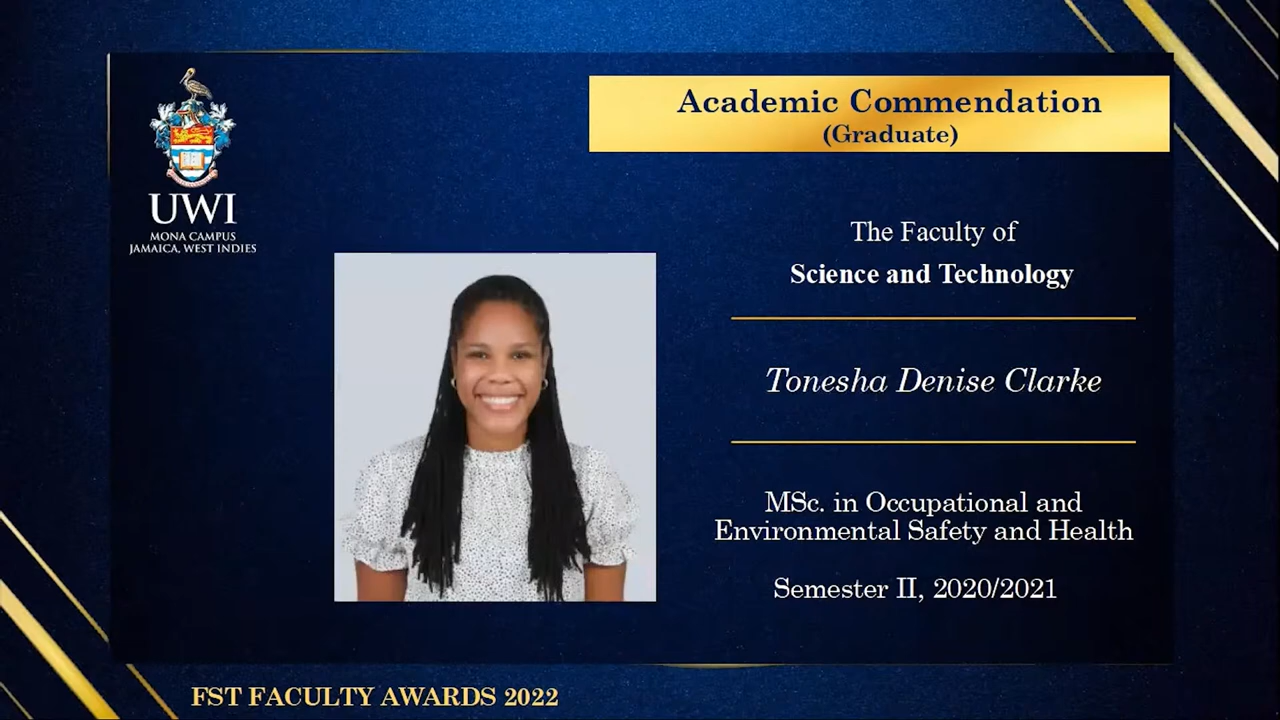 UWI
MONA CAMPUS
JAMAICA, WEST INDIES
Academic Commendation
(Graduate)
The Faculty of
Science and Technology
Tonesha Denise Clarke
MSc. in Occupational and
Environmental Safety and Health
Semester II, 2020/2021
FST FACULTY AWARDS 2022